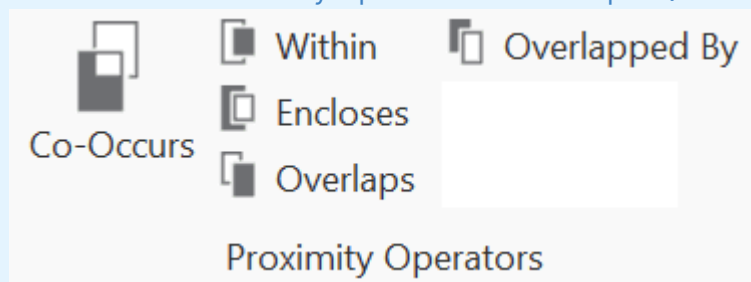 Within
Overlapped By
Encloses
Co-Occurs
Overlaps
Proximity Operators